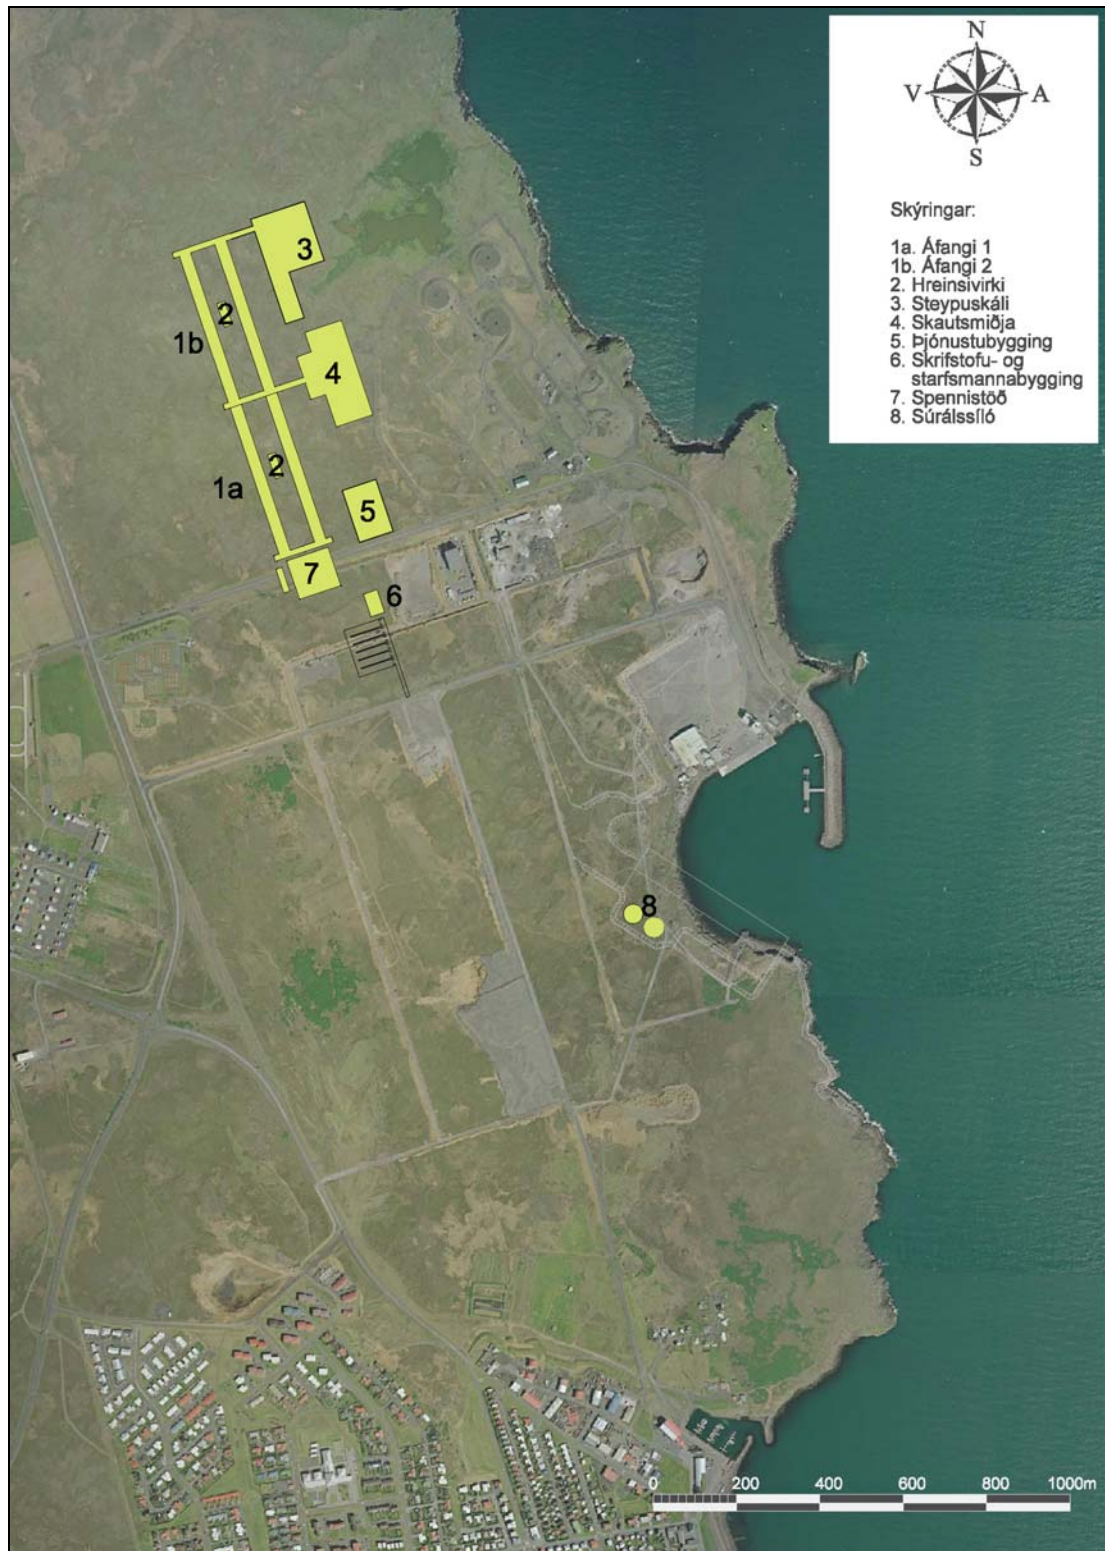 N
V A
S
Skýringar:
1a. Áfangi 1
1b. Áfangi 2
2. Hreinsivirki
3. Steypuskáli
4. Skautsmiðja
5. Þjónustubygging
6. Skrifstofu- og
starfsmannabygging
7. Spennistöð
8. Súrálssíló
3
2
1b
4
2
1a
5
7
6
8
0 200 400 600 800 1000m